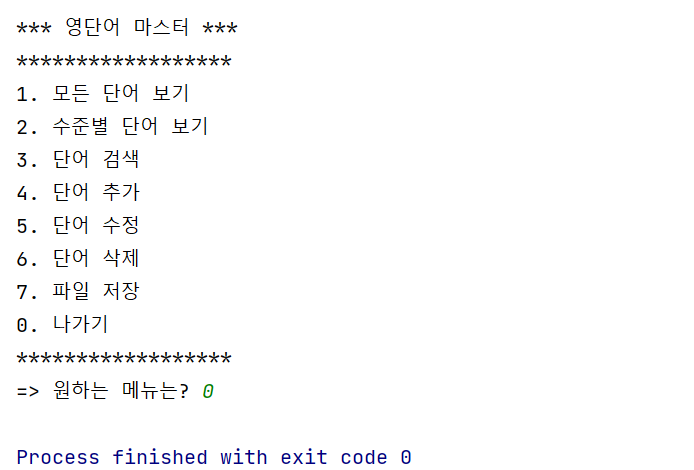 *** 영단어 마스터 ***
******************
1. 모든 단어 보기
2. 수준별 단어 보기
3. 단어 검색
4. 단어 추가
5. 단어 수정
6. 단어 삭제
7. 파일 저장
0. 나가기
******************
=> 원하는 메뉴는? 0
Process finished with exit code 0